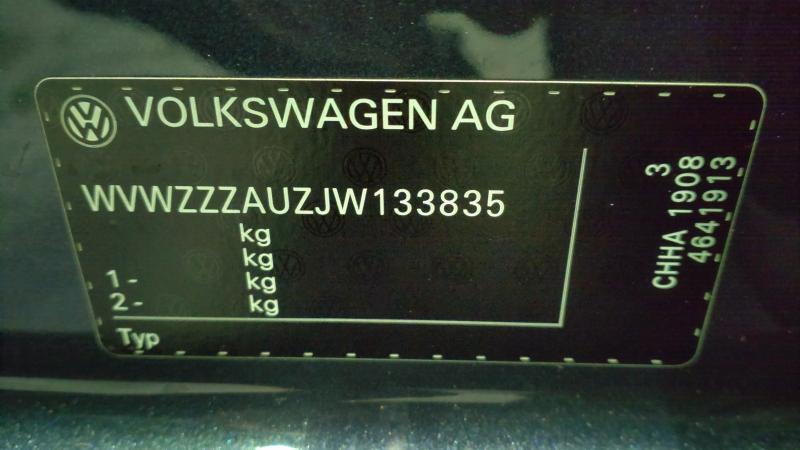 VOLKSWAGEN AG
WVWZZZAUZJW133835
kg
kg
1- kg
2- kg
Typ
3
CHHA 1908
4641913